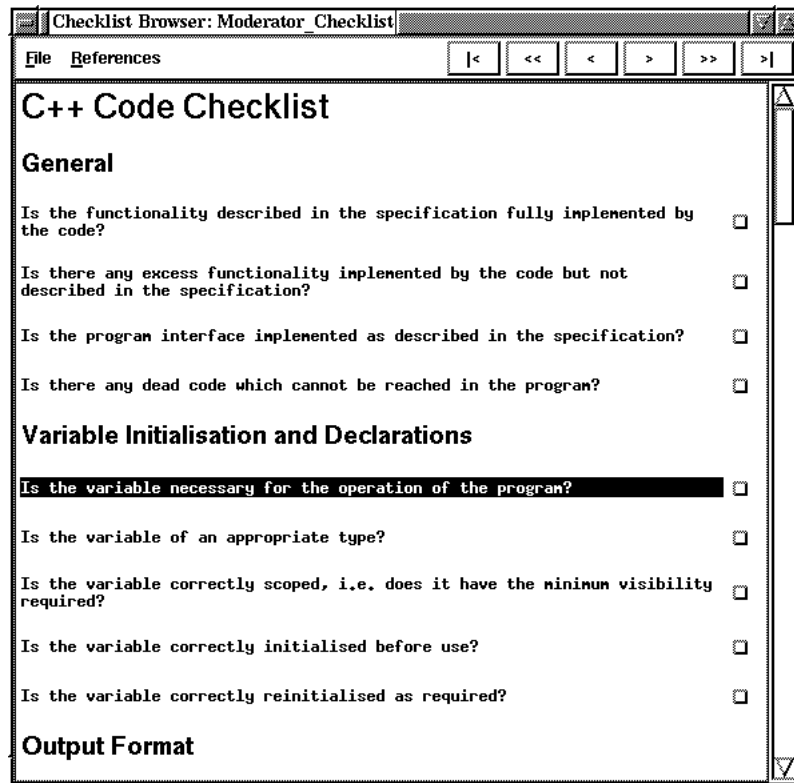 Checklist Browser: Moderator_Checklist
File References |< << < > >> >|
C++ Code Checklist
General
Is the functionality described in the specification fully implemented by
the code?
Is there any excess functionality implemented by the code but not
described in the specification?
Is the program interface implemented as described in the specification?
Is there any dead code which cannot be reached in the program?
Variable Initialisation and Declarations
Is the variable necessary for the operation of the program?
Is the variable of an appropriate type?
Is the variable correctly scoped, i.e. does it have the minimum visibility
required?
Is the variable correctly initialised before use?
Is the variable correctly reinitialised as required?
Output Format